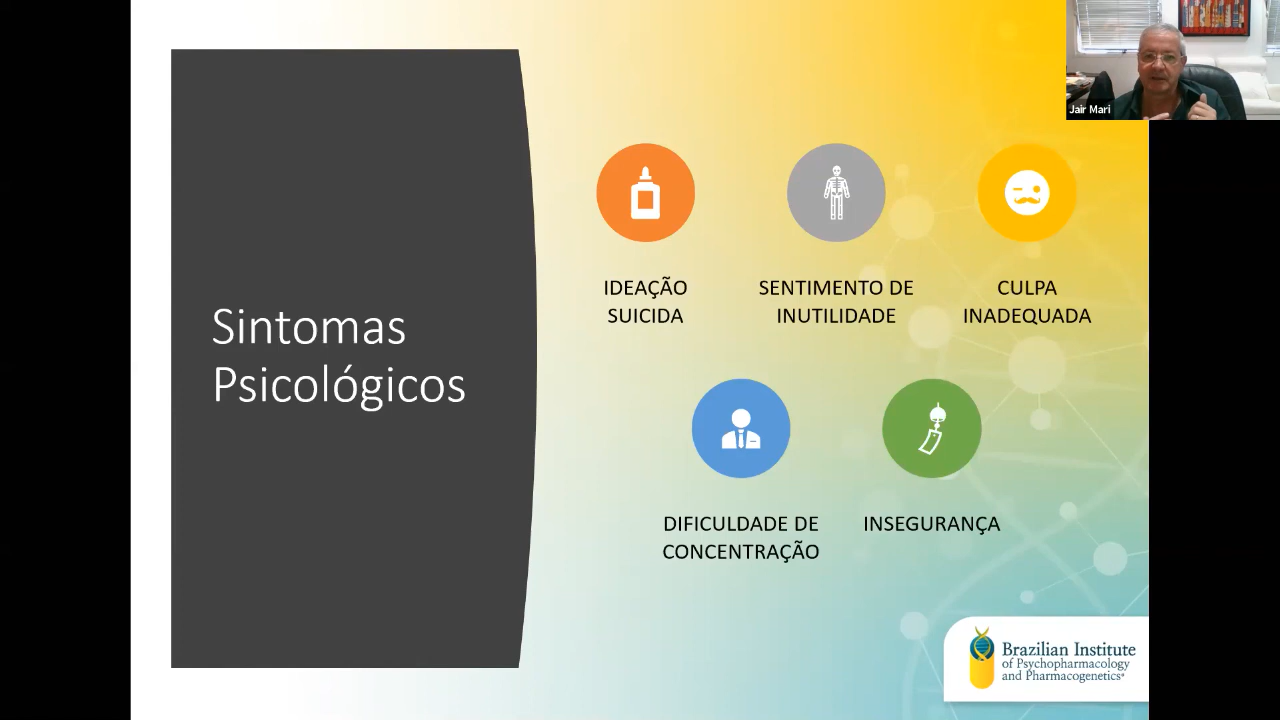 Jair Mari
Sintomas
Psicológicos
IDEAÇÃO
SUICIDA
SENTIMENTO DE
INUTILIDADE
CULPA
INADEQUADA
DIFICULDADE DE
CONCENTRAÇÃO
INSEGURANÇA
Brazilian Institute
of Psychopharmacology
and Pharmacogenetics®